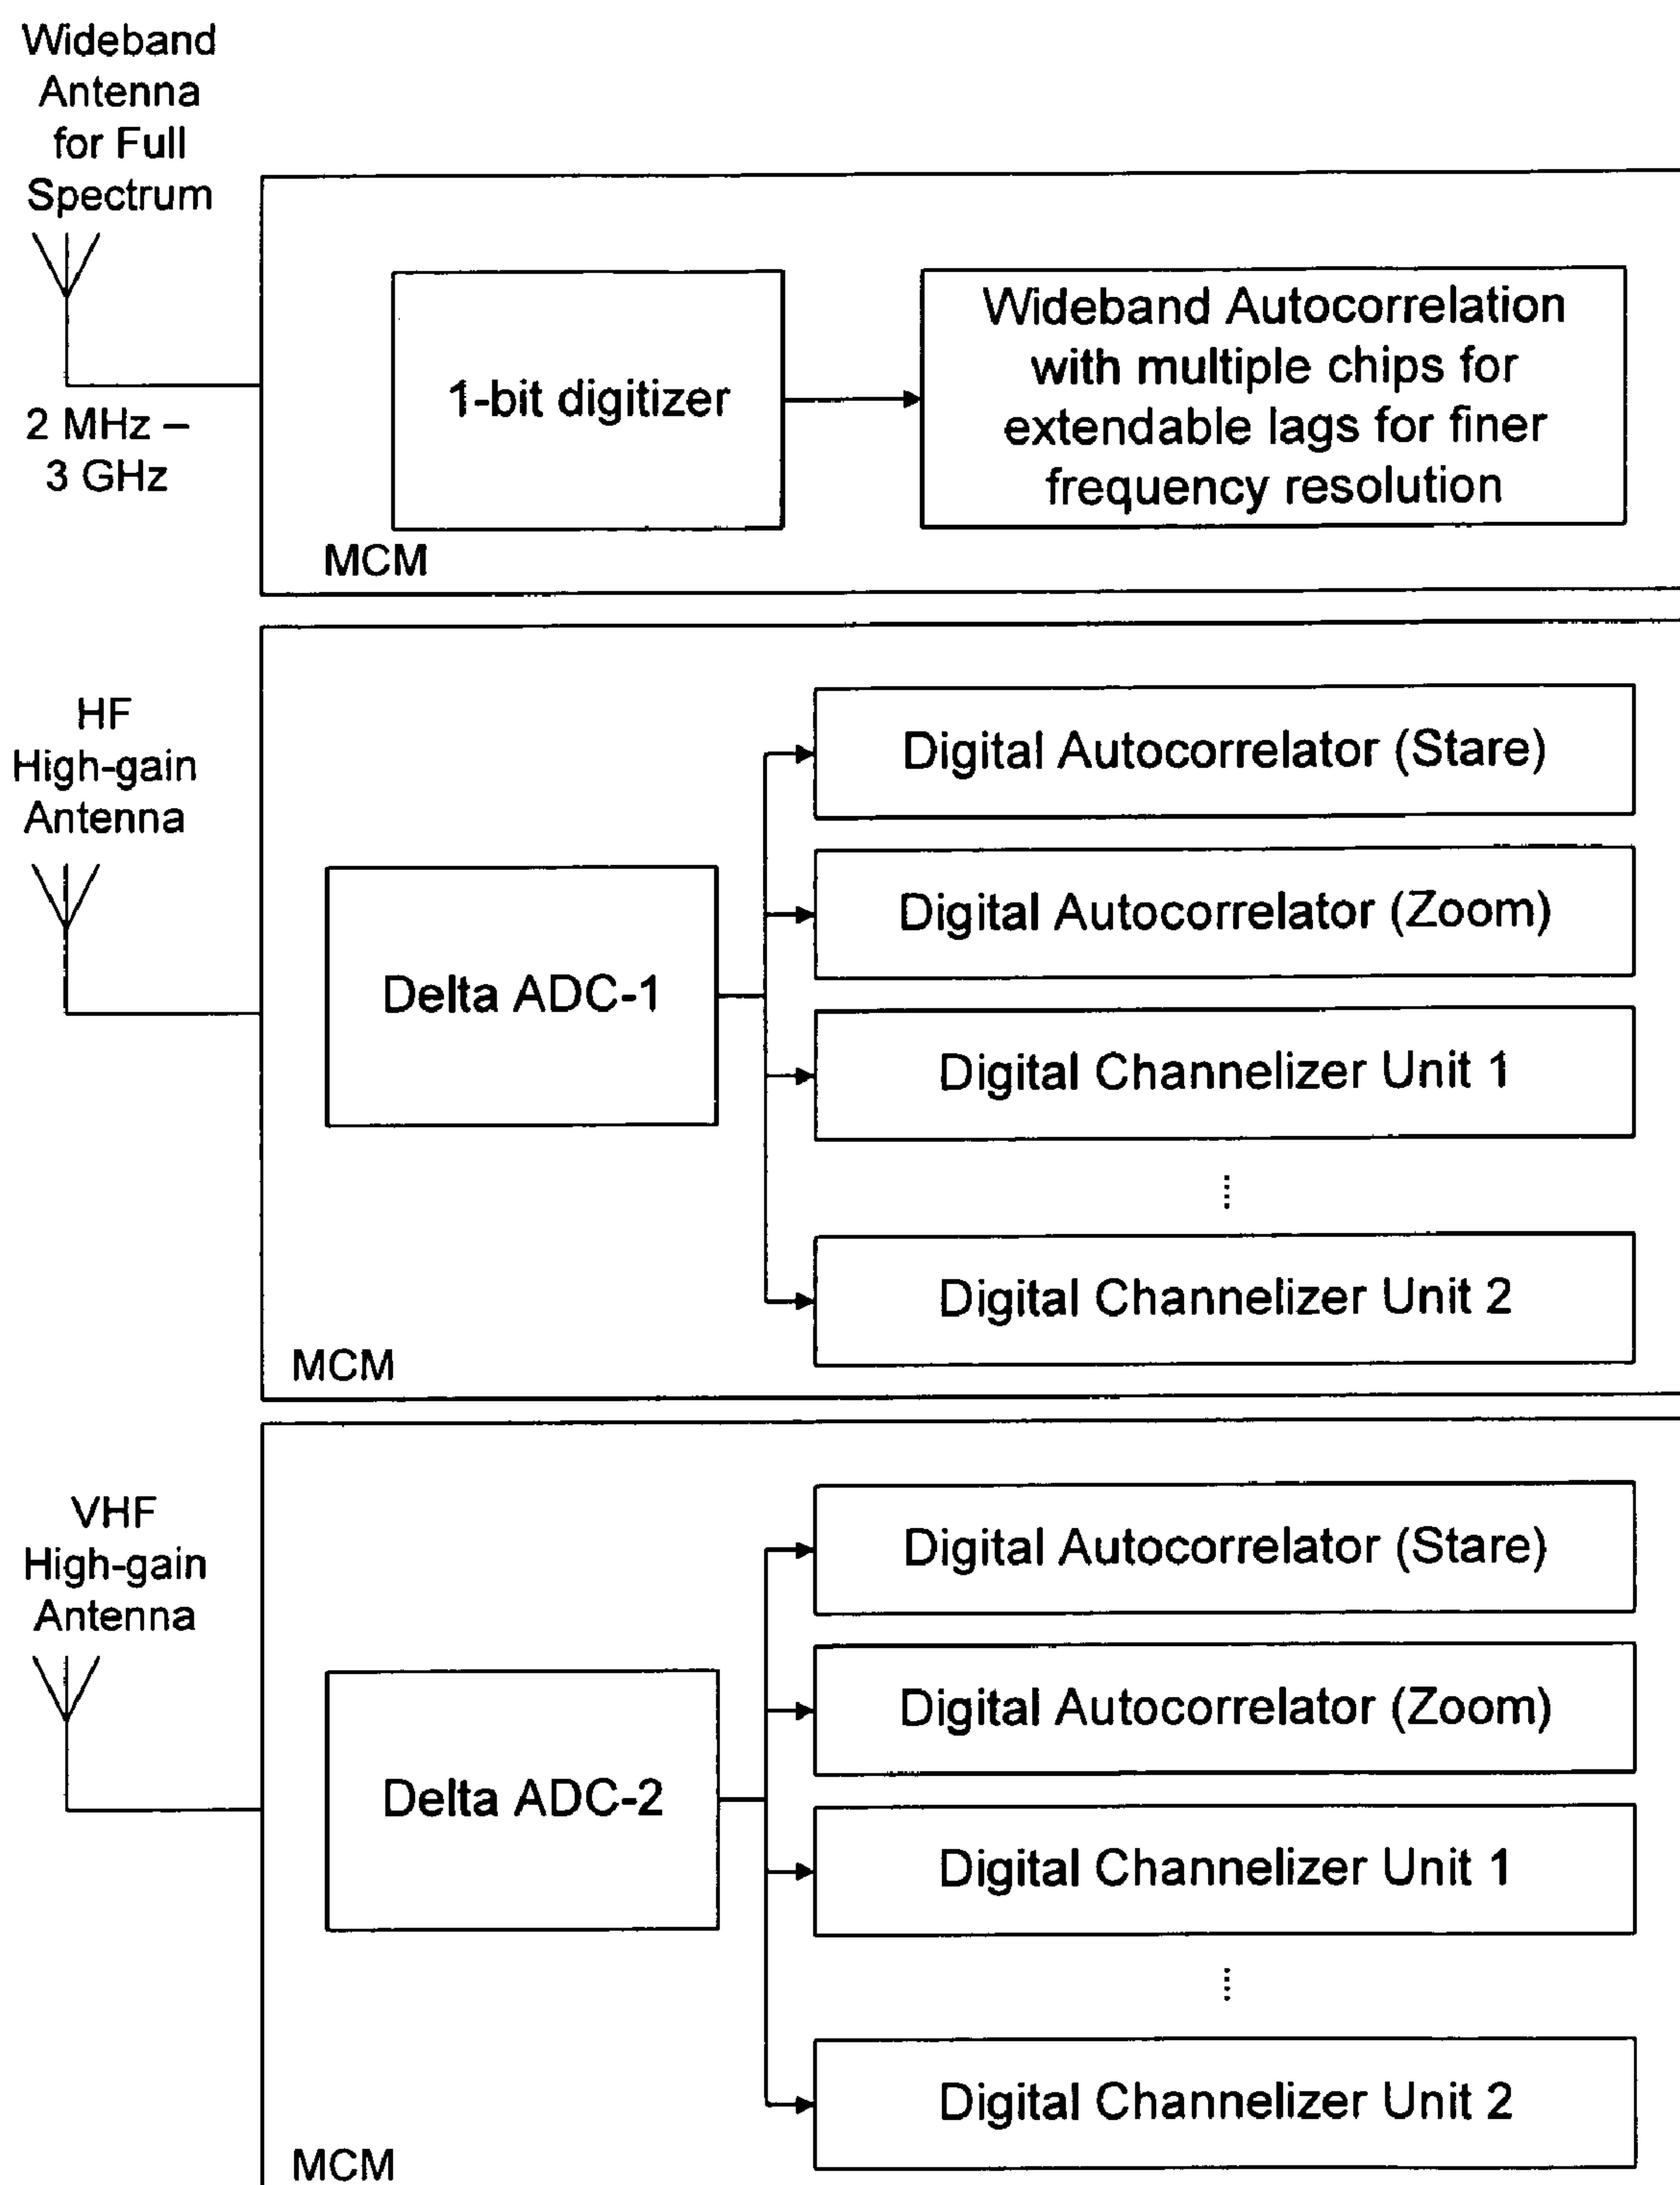 Wideband
Antenna
for Full
Spectrum
2 MHz –
3 GHz
1-bit digitizer
Wideband Autocorrelation
with multiple chips for
extendable lags for finer
frequency resolution
MCM
HF
High-gain
Antenna
Delta ADC-1
Digital Autocorrelator (Stare)
Digital Autocorrelator (Zoom)
Digital Channelizer Unit 1
Digital Channelizer Unit 2
MCM
VHF
High-gain
Antenna
Delta ADC-2
Digital Autocorrelator (Stare)
Digital Autocorrelator (Zoom)
Digital Channelizer Unit 1
Digital Channelizer Unit 2
MCM